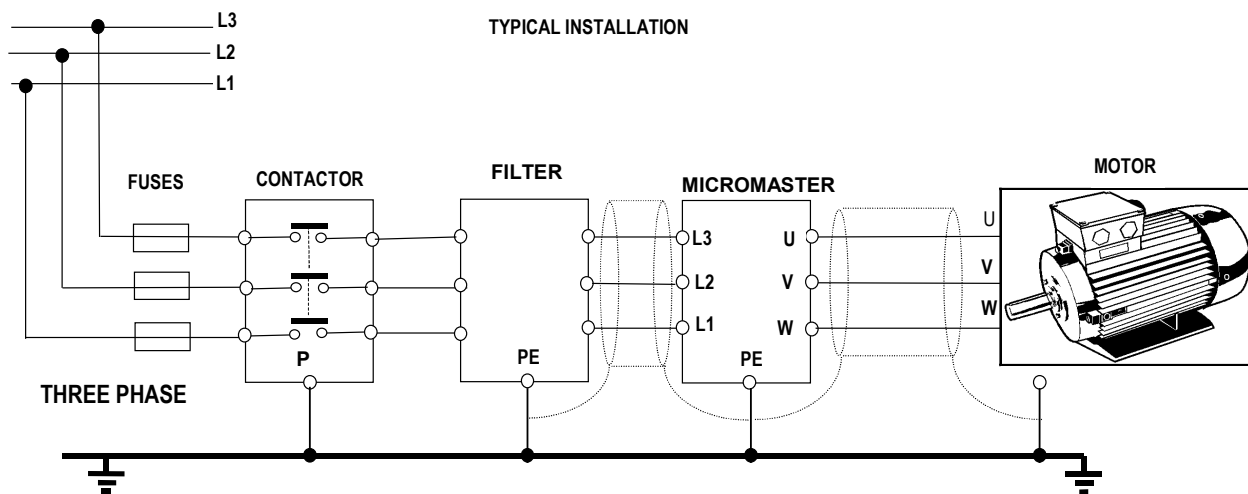 L3
TYPICAL INSTALLATION
L2
L1
FUSES
CONTACTOR
FILTER
MICROMASTER
MOTOR
L3
U
U
L2
V
V
L1
W
W
P
PE
PE
THREE PHASE